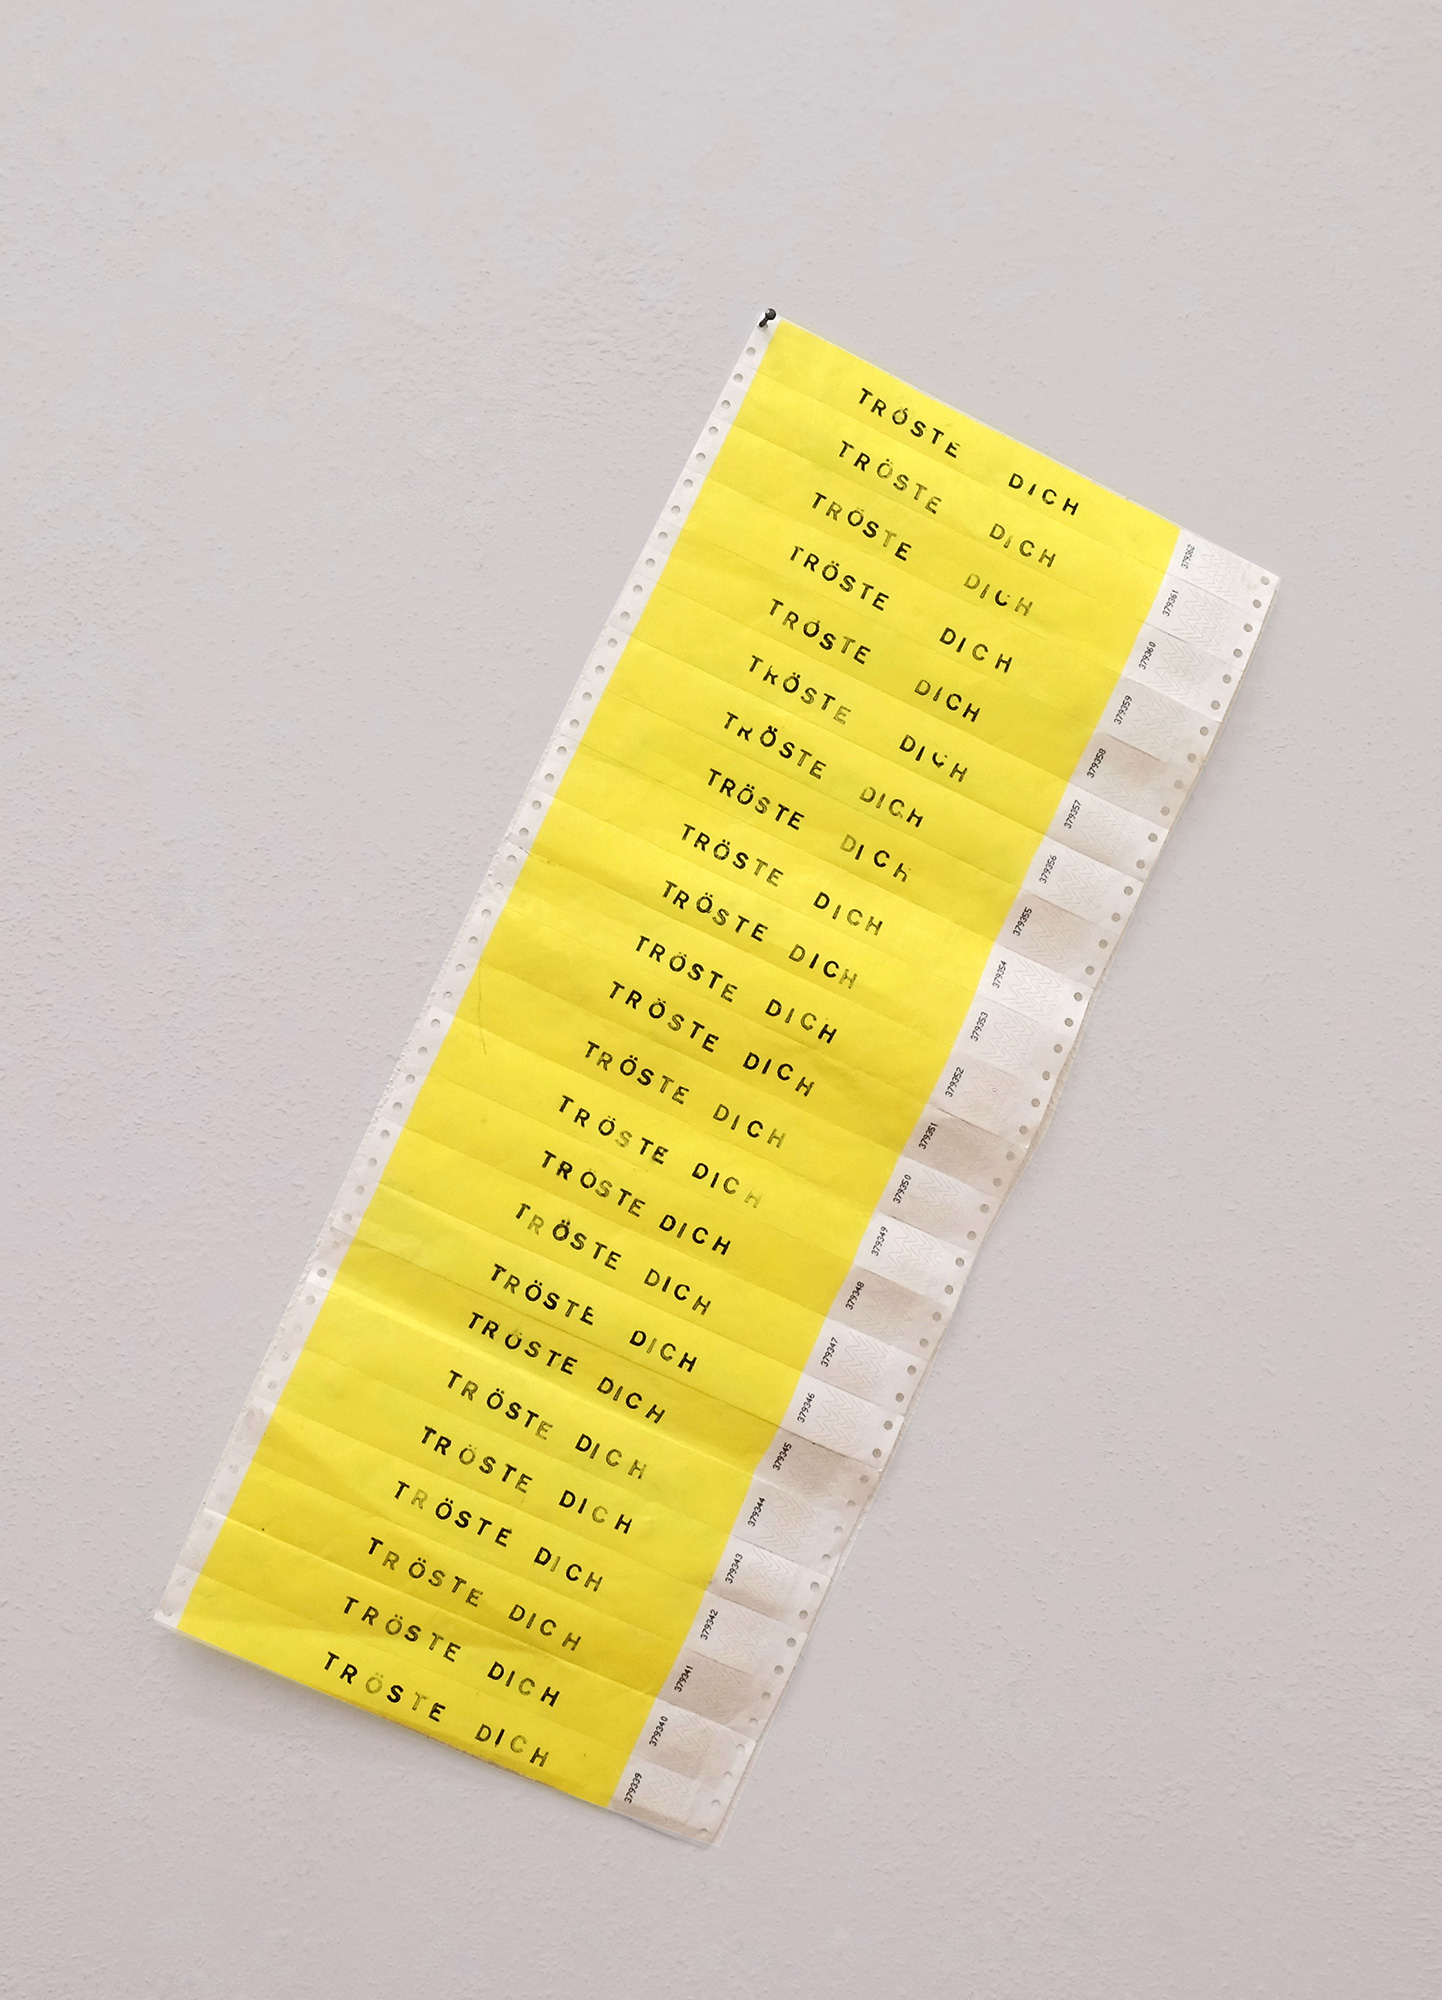 TRÖSTE DICH 379362
TRÖSTE DICH 379361
TRÖSTE DICH 379360
TRÖSTE DICH 379359
TRÖSTE DICH 379358
TRÖSTE DICH 379357
TRÖSTE DICH 379356
TRÖSTE DICH 379355
TRÖSTE DICH 379354
TRÖSTE DICH 379353
TRÖSTE DICH 379352
TRÖSTE DICH 379351
TRÖSTE DICH 379350
TRÖSTE DICH 379349
TRÖSTE DICH 379348
TRÖSTE DICH 379347
TRÖSTE DICH 379346
TRÖSTE DICH 379345
TRÖSTE DICH 379344
TRÖSTE DICH 379343
TRÖSTE DICH 379342
TRÖSTE DICH 379341
TRÖSTE DICH 379340
TRÖSTE DICH 379339